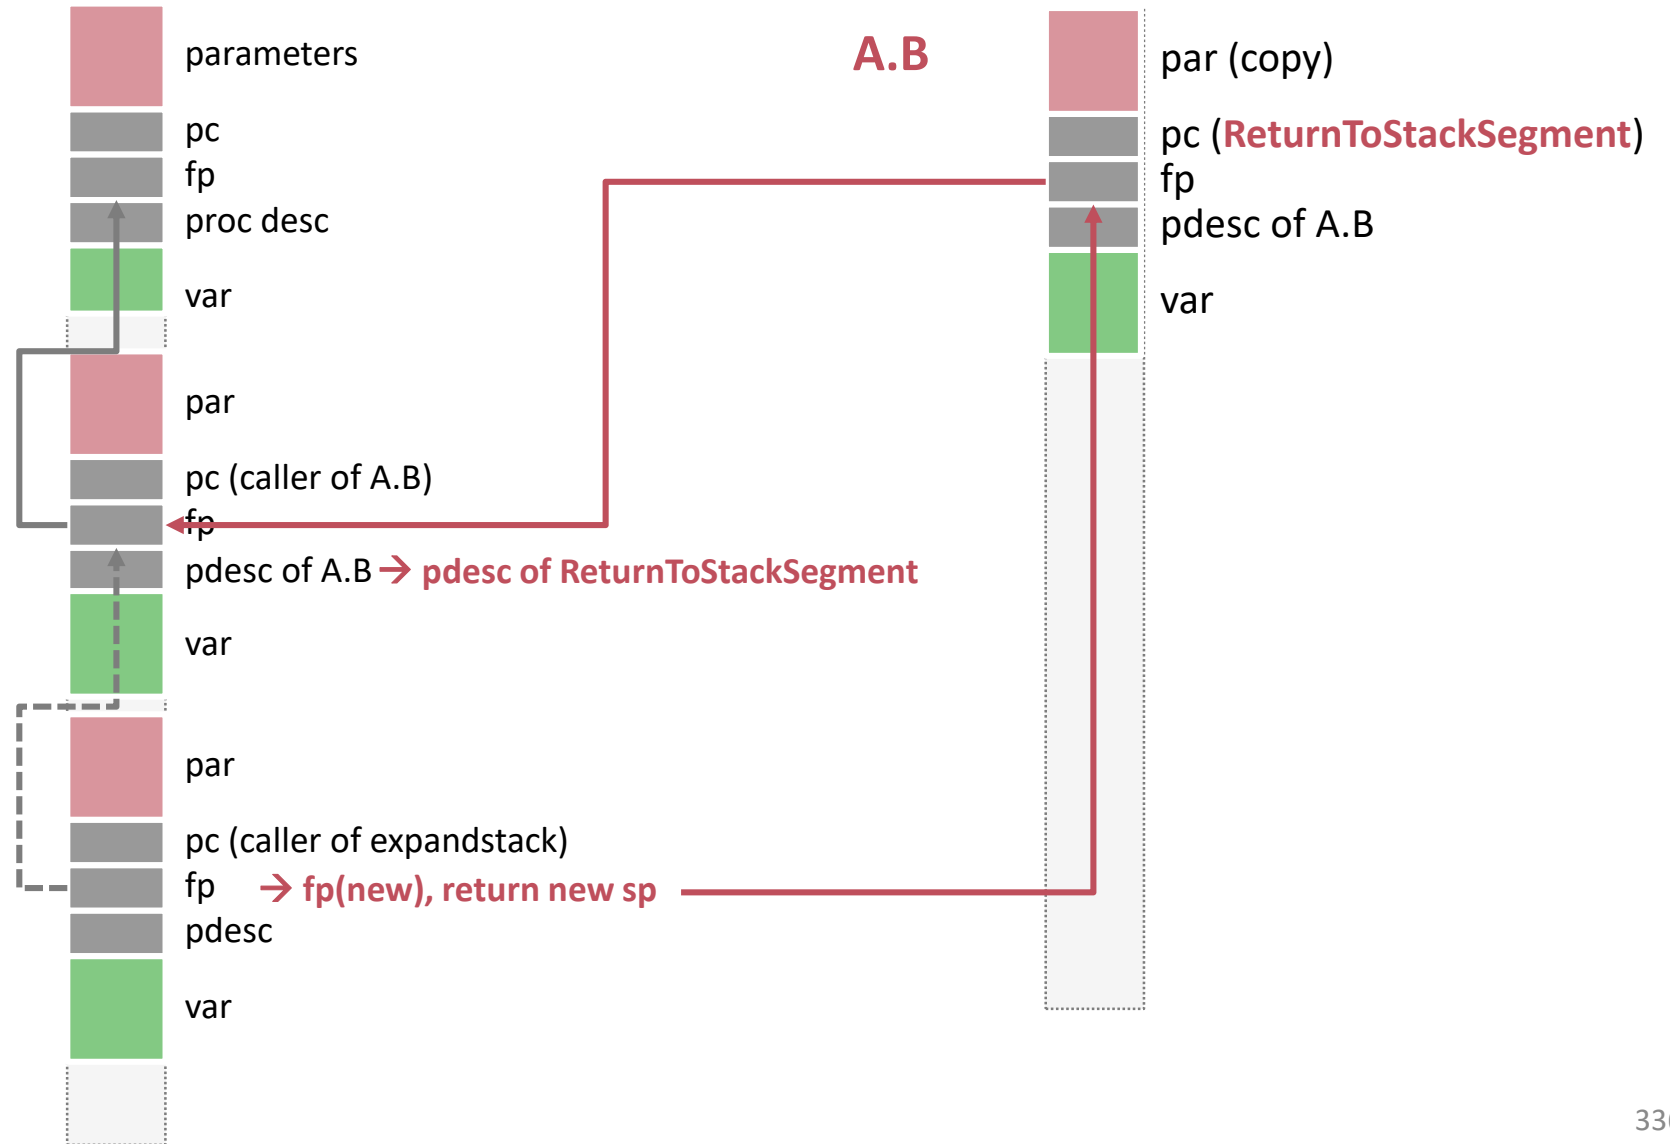 parameters
pc
fp
proc desc
var
par
pc (caller of A.B)
fp
pdesc of A.B → pdesc of ReturnToStackSegment
var
par
pc (caller of expandstack)
fp → fp(new), return new sp
pdesc
var
A.B
par (copy)
pc (ReturnToStackSegment)
fp
pdesc of A.B
var